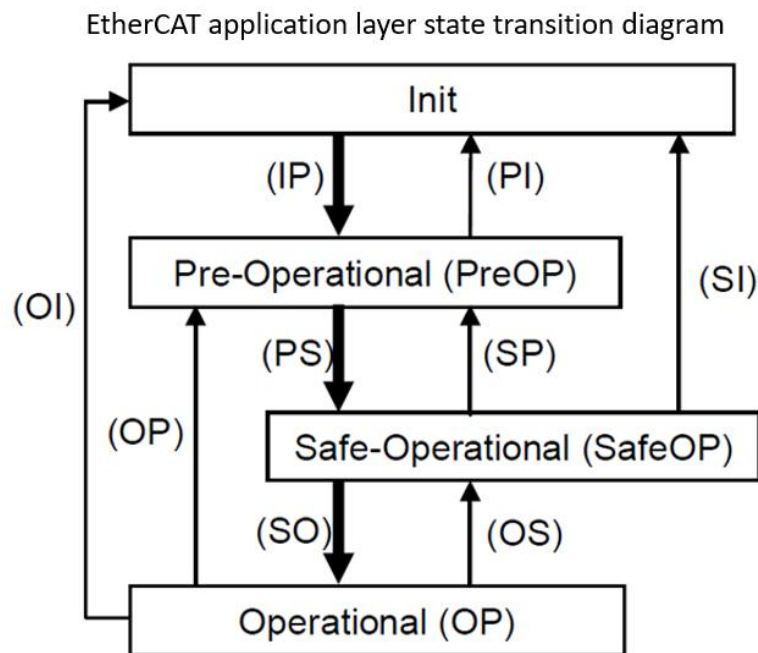 EtherCAT application layer state transition diagram
Init
(IP)
(PI)
Pre-Operational (PreOP)
(OI)
(SI)
(PS)
(SP)
(OP)
Safe-Operational (SafeOP)
(SO)
(OS)
Operational (OP)